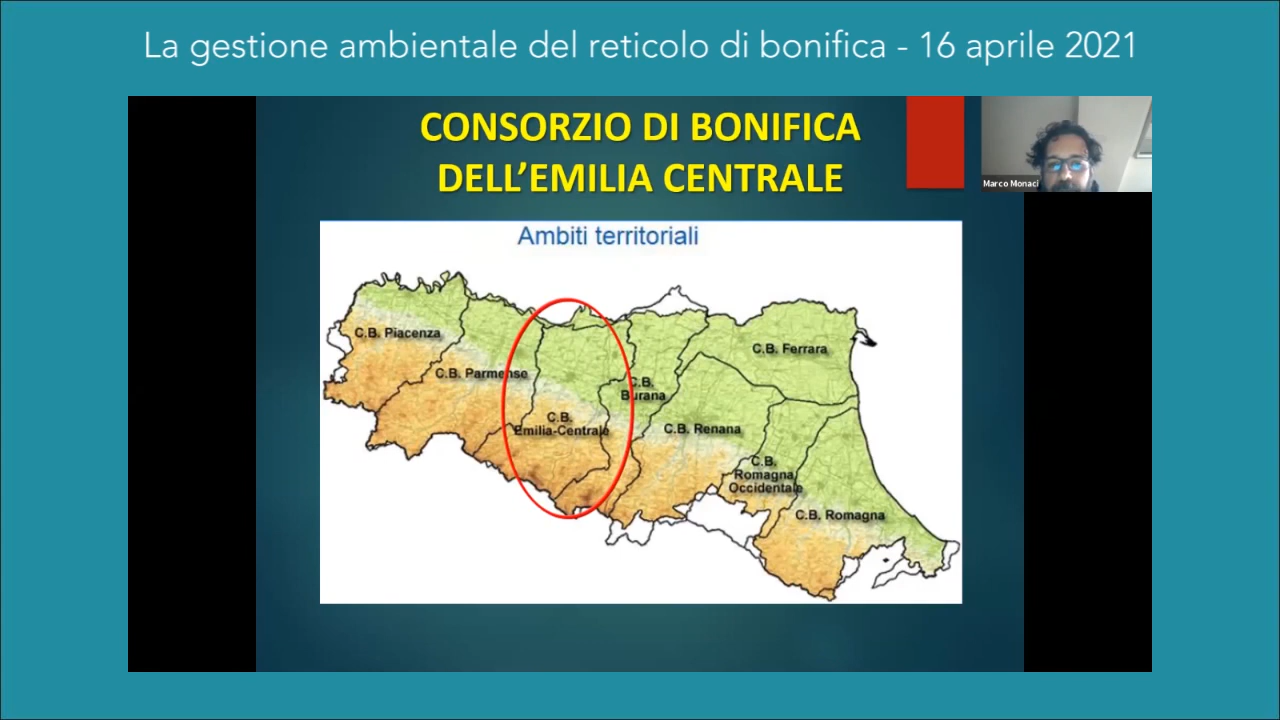 La gestione ambientale del reticolo di bonifica - 16 aprile 2021
CONSORZIO DI BONIFICA
DELL'EMILIA CENTRALE
Marco Monaci
Ambiti territoriali
C.B. Piacenza
C.B. Parmense
C.B.
Emilia-Centrale
C.B.
Burana
C.B. Ferrara
C.B. Renana
C.B.
Romagna
Occidentale
C.B. Romagna